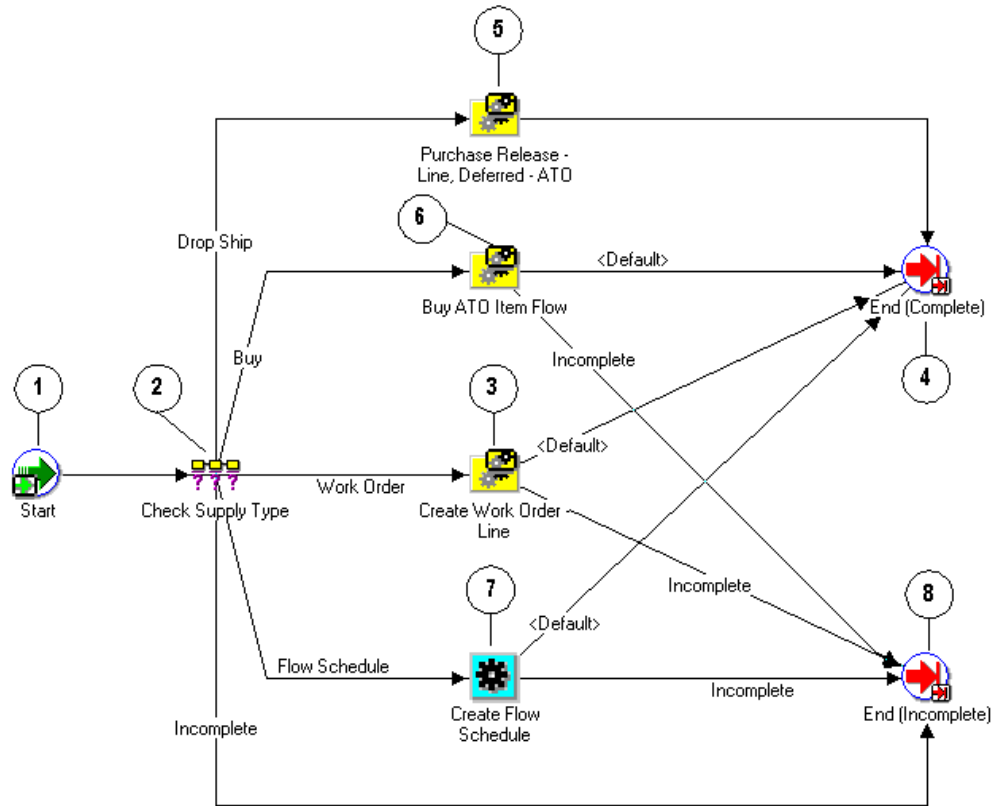 5
Purchase Release -
Line, Deferred - ATO
6
Drop Ship
<Default>
Buy ATO Item Flow
End (Complete)
Buy
Incomplete
1
2
3
4
<Default>
Start
Check Supply Type
Work Order
Create Work Order
Line
Incomplete
7
8
<Default>
Flow Schedule
Incomplete
Create Flow
Schedule
End (Incomplete)
Incomplete